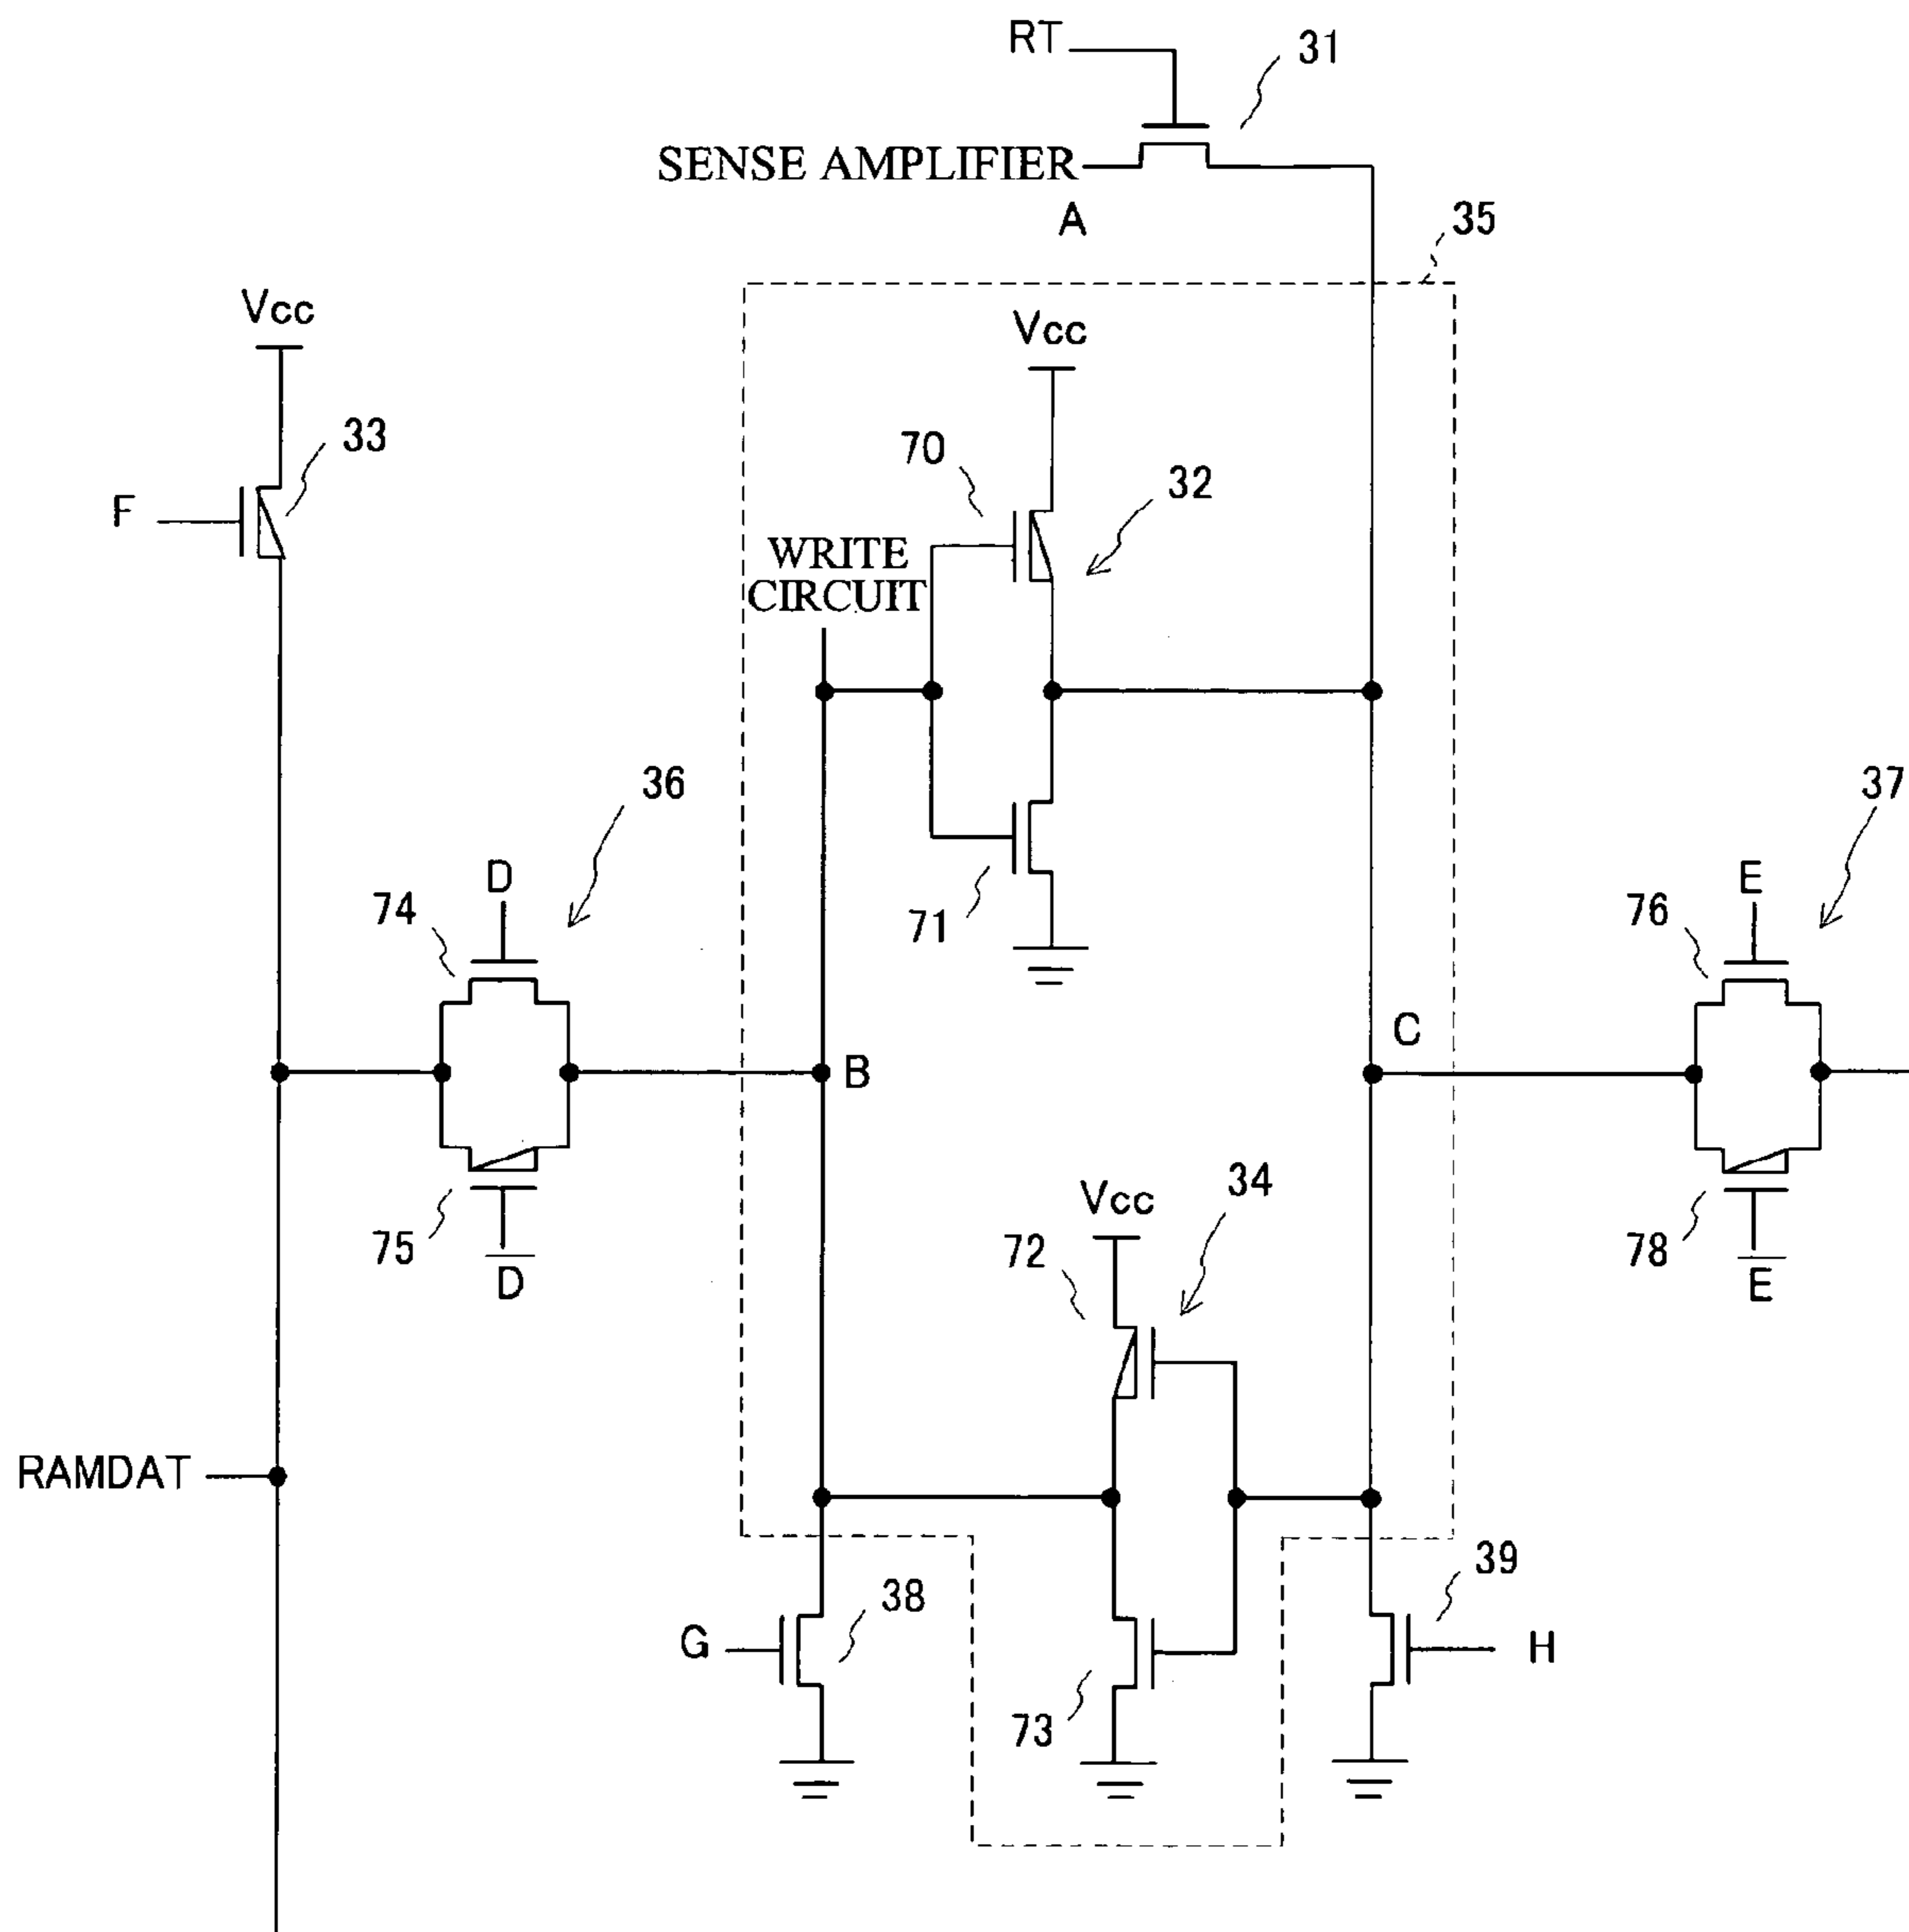 RT
31
SENSE AMPLIFIER
A
35
Vcc
Vcc
33
70
32
F
WRITE
CIRCUIT
36
37
D
E
74
71
76
C
B
Vcc
34
72
75
78
D
E
RAMDAT
39
38
G
H
73